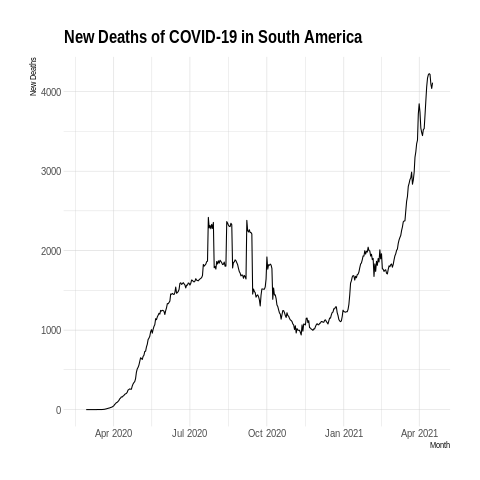 New Deaths of COVID-19 in South America
New Deaths
4000
3000
2000
1000
0
Apr 2020 Jul 2020 Oct 2020 Jan 2021 Apr 2021
Month